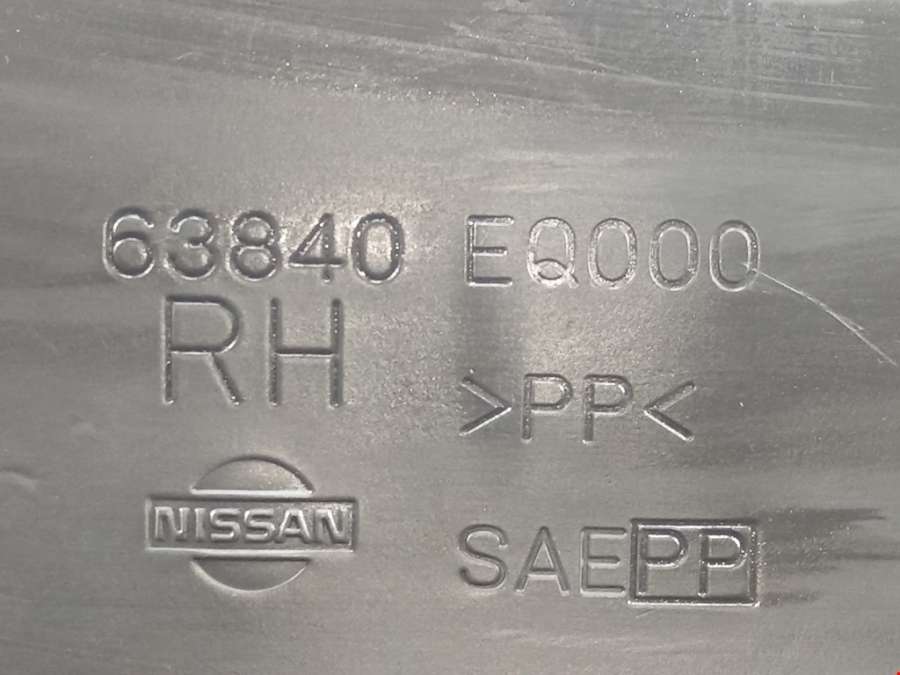 63840 EQ000
RH
>PP<
NISSAN
SAEPP